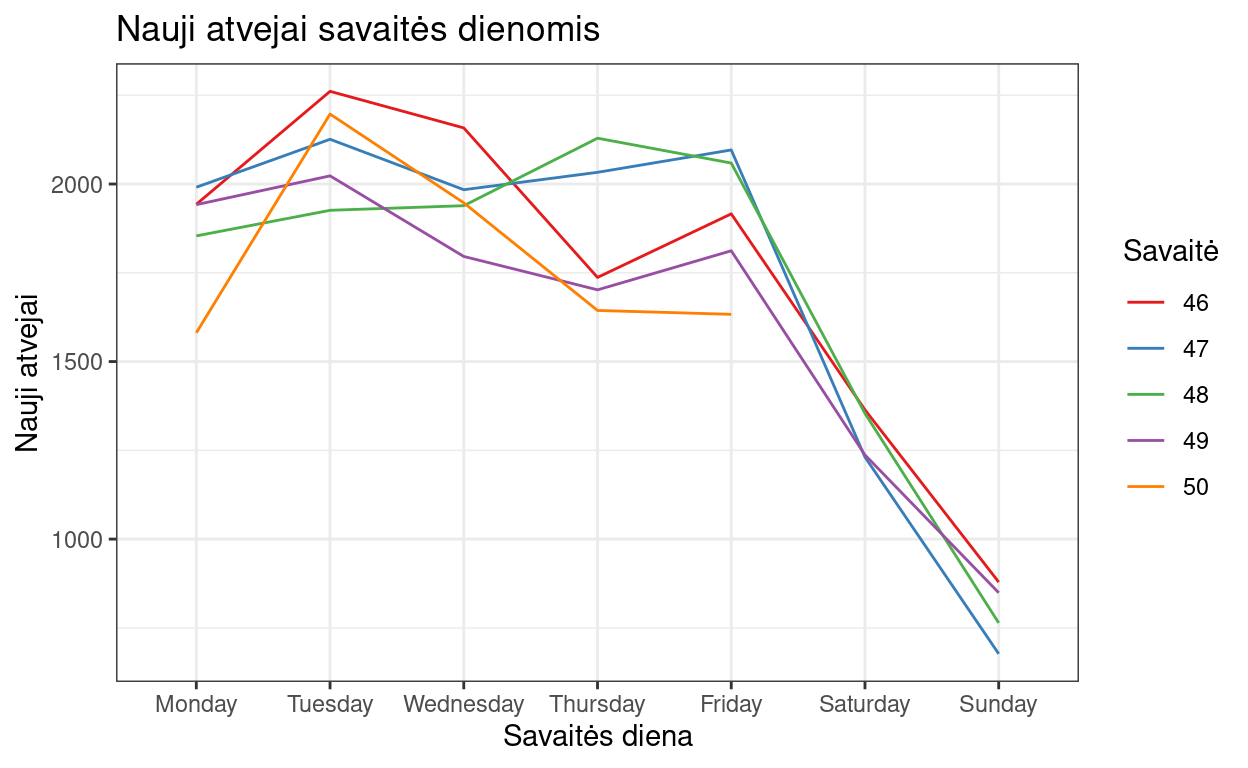 Nauji atvejai savaitės dienomis
Nauji atvejai
2000
1500
1000
Monday Tuesday Wednesday Thursday Friday Saturday Sunday
Savaitės diena
Savaitė
46
47
48
49
50